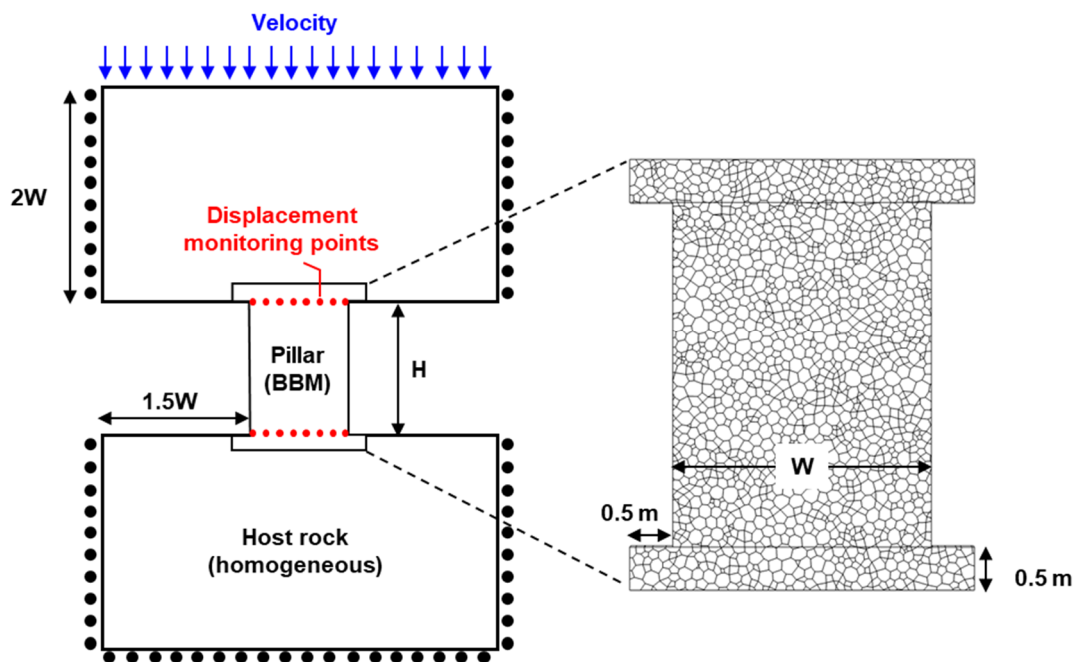 Velocity
2W
Displacement
monitoring points
Pillar
(BBM)
H
1.5W
W
0.5 m
Host rock
(homogeneous)
0.5 m